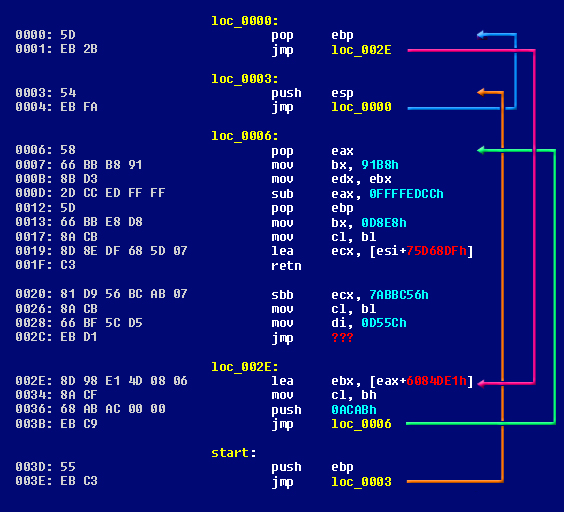 loc_0000:
0000: 5D pop ebp
0001: EB 2B jmp loc_002E
loc_0003:
0003: 54 push esp
0004: EB FA jmp loc_0000
loc_0006:
0006: 58 pop eax
0007: 66 BB B8 91 mov bx, 91B8h
000B: 8B D3 mov edx, ebx
000D: 2D CC ED FF FF sub eax, 0FFFFEDCCh
0012: 5D pop ebp
0013: 66 BB E8 D8 mov bx, 0D8E8h
0017: 8A CB mov cl, bl
0019: 8D 8E DF 68 5D 07 lea ecx, [esi+75D68DFh]
001F: C3 retn
0020: 81 D9 56 BC AB 07 sbb ecx, 7ABBC56h
0026: 8A CB mov cl, bl
0028: 66 BF 5C D5 mov di, 0D55Ch
002C: EB D1 jmp ???
loc_002E:
002E: 8D 98 E1 4D 08 06 lea ebx, [eax+6084DE1h]
0034: 8A CF mov cl, bh
0036: 68 AB AC 00 00 push 0ACABh
003B: EB C9 jmp loc_0006
start:
003D: 55 push ebp
003E: EB C3 jmp loc_0003